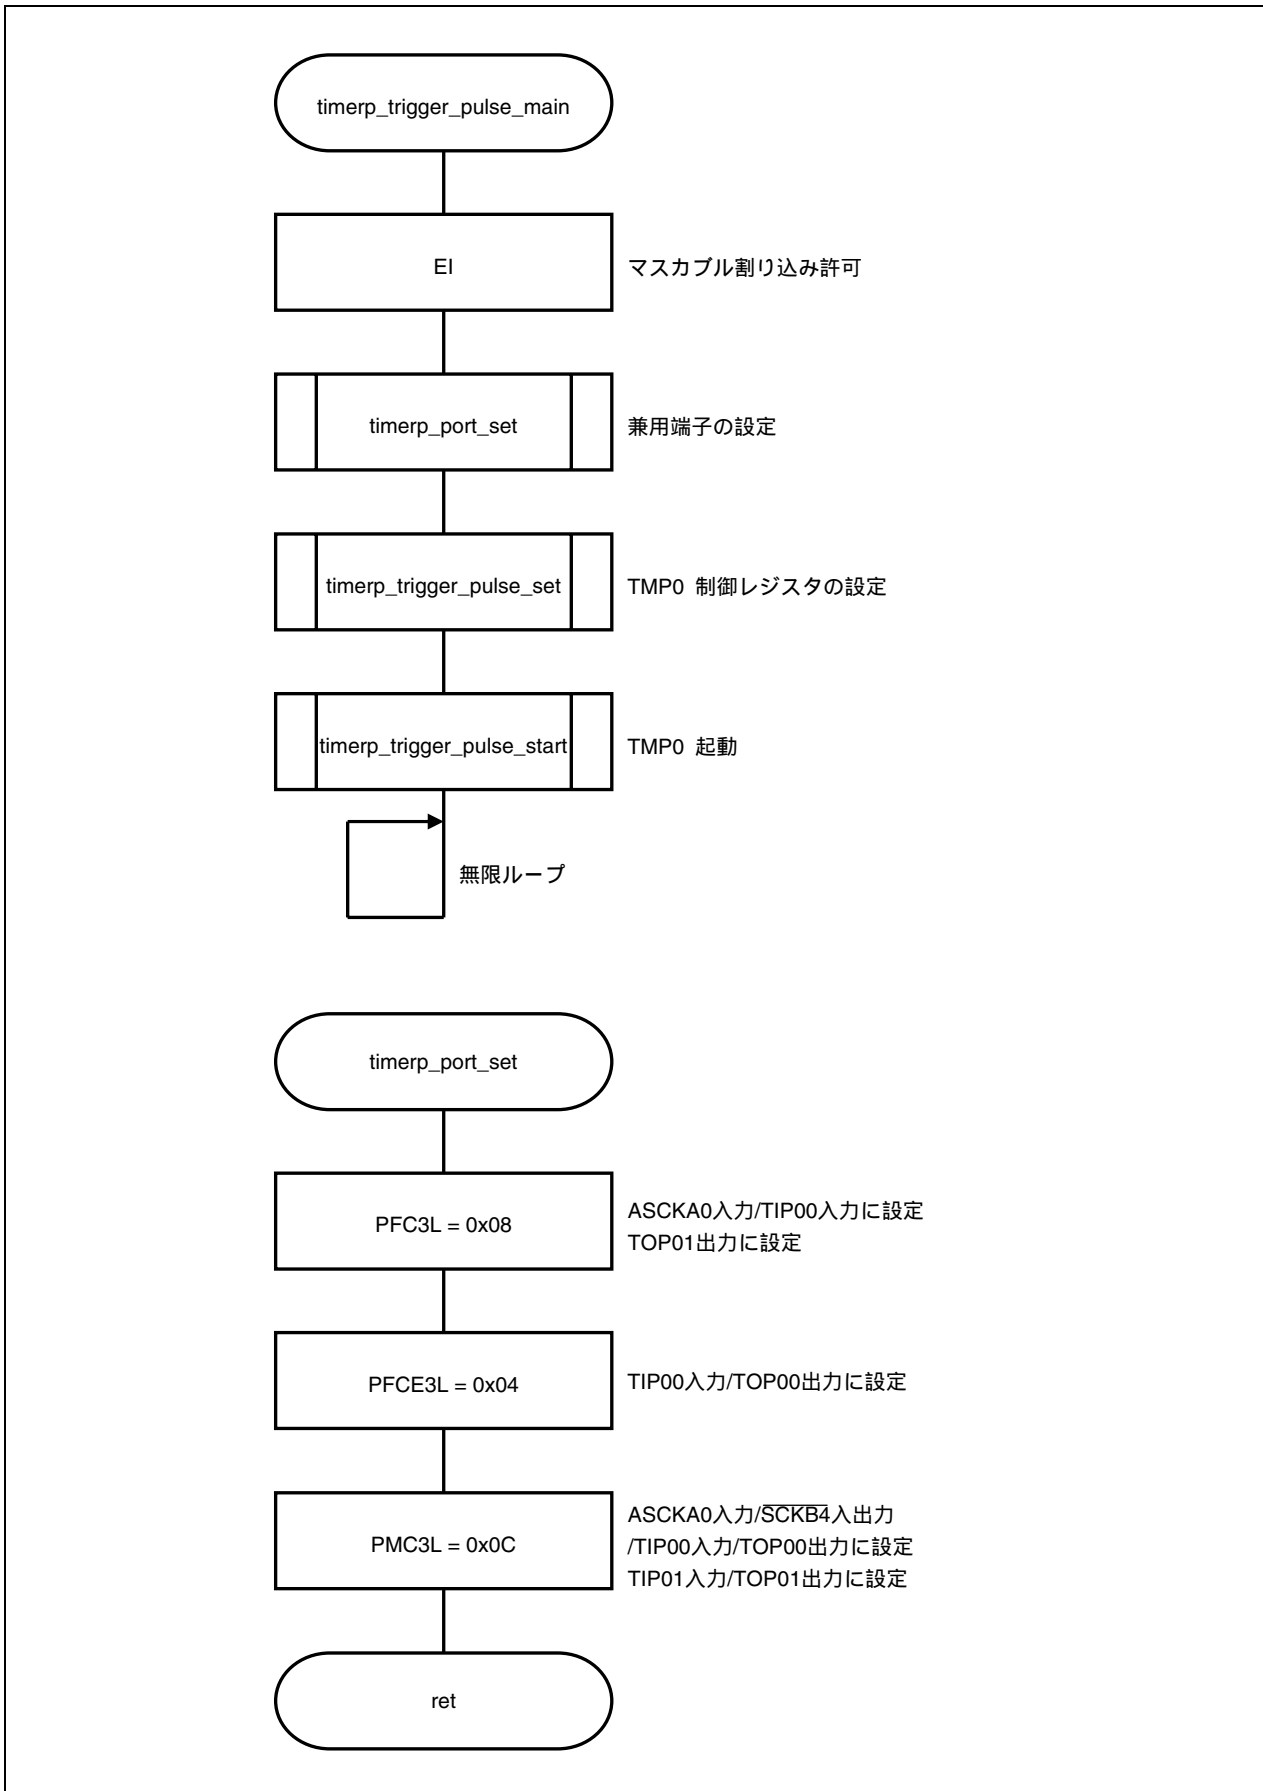 timerp_trigger_pulse_main
EI
マスカブル割り込み許可
timerp_port_set
兼用端子の設定
timerp_trigger_pulse_set
TMP0 制御レジスタの設定
timerp_trigger_pulse_start
TMP0 起動
無限ループ
timerp_port_set
PFC3L = 0x08
ASCKA0入力/TIP00入力に設定
TOP01出力に設定
PFCE3L = 0x04
TIP00入力/TOP00出力に設定
PMC3L = 0x0C
ASCKA0入力/SCKB4入出力
/TIP00入力/TOP00出力に設定
TIP01入力/TOP01出力に設定
ret